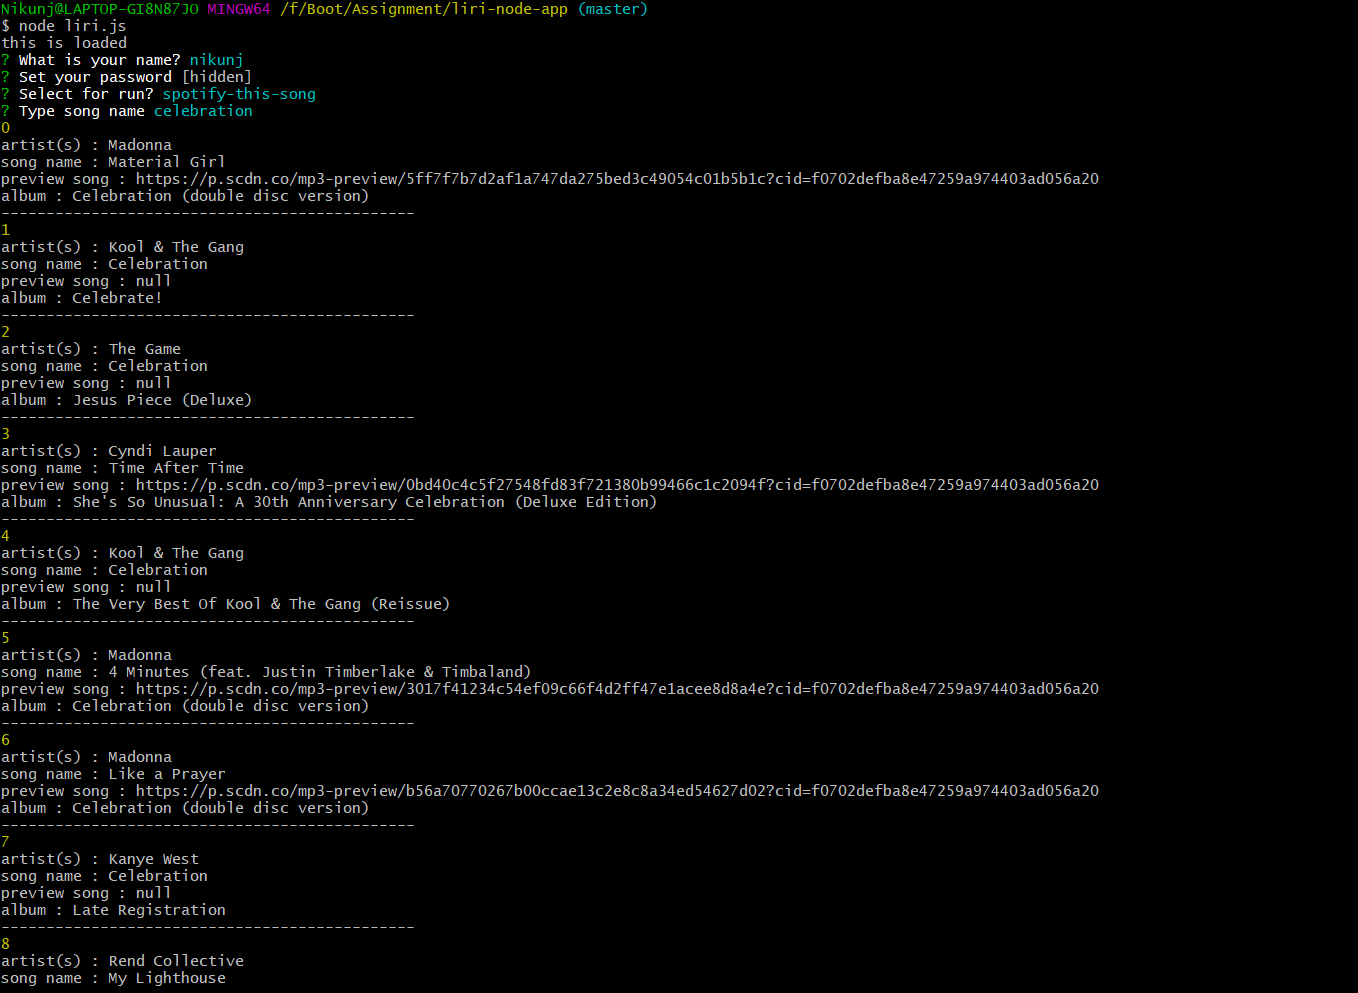 Nikunj@LAPTOP-GI8N87JO MINGW64 /f/Boot/Assignment/liri-node-app (master)
$ node liri.js
this is loaded
? What is your name? nikunj
? Set your password [hidden]
? Select for run? spotify-this-song
? Type song name celebration
0
artist(s) : Madonna
song name : Material Girl
preview song : https://p.scdn.co/mp3-preview/5ff7f7b7d2af1a747da275bed3c49054c01b5b1c?cid=f0702defba8e47259a974403ad056a20
album : Celebration (double disc version)
----------------------------------------------
1
artist(s) : Kool & The Gang
song name : Celebration
preview song : null
album : Celebrate!
----------------------------------------------
2
artist(s) : The Game
song name : Celebration
preview song : null
album : Jesus Piece (Deluxe)
----------------------------------------------
3
artist(s) : Cyndi Lauper
song name : Time After Time
preview song : https://p.scdn.co/mp3-preview/0bd40c4c5f27548fd83f721380b99466c1c2094f?cid=f0702defba8e47259a974403ad056a20
album : She's So Unusual: A 30th Anniversary Celebration (Deluxe Edition)
----------------------------------------------
4
artist(s) : Kool & The Gang
song name : Celebration
preview song : null
album : The Very Best Of Kool & The Gang (Reissue)
----------------------------------------------
5
artist(s) : Madonna
song name : 4 Minutes (feat. Justin Timberlake & Timbaland)
preview song : https://p.scdn.co/mp3-preview/3017f41234c54ef09c66f4d2ff47e1acee8d8a4e?cid=f0702defba8e47259a974403ad056a20
album : Celebration (double disc version)
----------------------------------------------
6
artist(s) : Madonna
song name : Like a Prayer
preview song : https://p.scdn.co/mp3-preview/b56a70770267b00ccae13c2e8c8a34ed54627d02?cid=f0702defba8e47259a974403ad056a20
album : Celebration (double disc version)
----------------------------------------------
7
artist(s) : Kanye West
song name : Celebration
preview song : null
album : Late Registration
----------------------------------------------
8
artist(s) : Rend Collective
song name : My Lighthouse